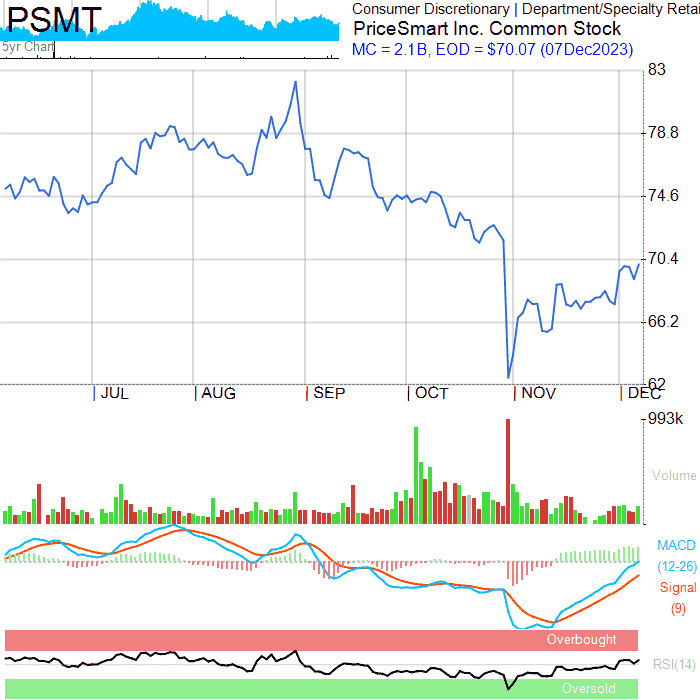 PSMT
5yr Chart
Consumer Discretionary | Department/Specialty Retai
PriceSmart Inc. Common Stock
MC = 2.1B, EOD = $70.07 (07Dec2023)
83
78.8
74.6
70.4
66.2
62
JUL AUG SEP OCT NOV DEC
993k
Volume
MACD
(12-26)
Signal
(9)
Overbought
RSI(14)
Oversold